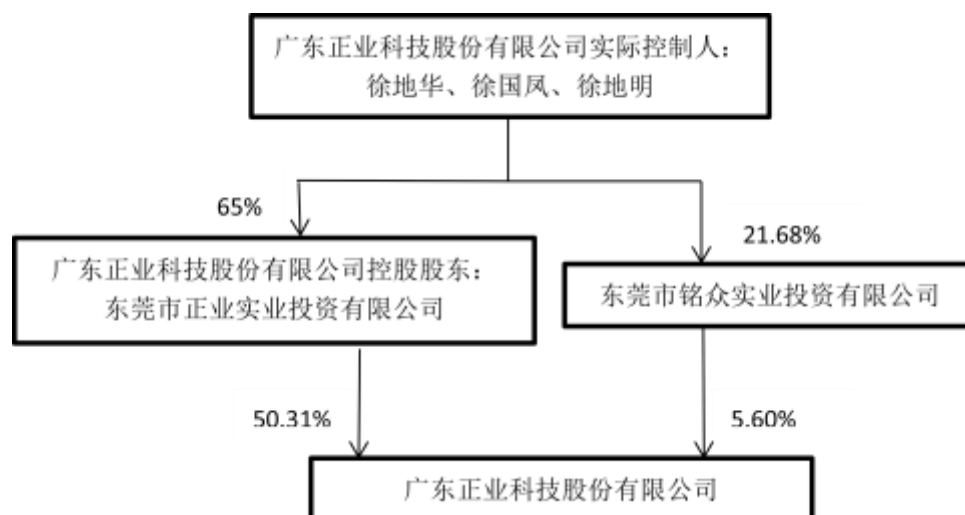 广东正业科技股份有限公司实际控制人：
徐地华、徐国凤、徐地明
65%
21.68%
广东正业科技股份有限公司控股股东：
东莞市正业实业投资有限公司
东莞市铭众实业投资有限公司
50.31%
5.60%
广东正业科技股份有限公司